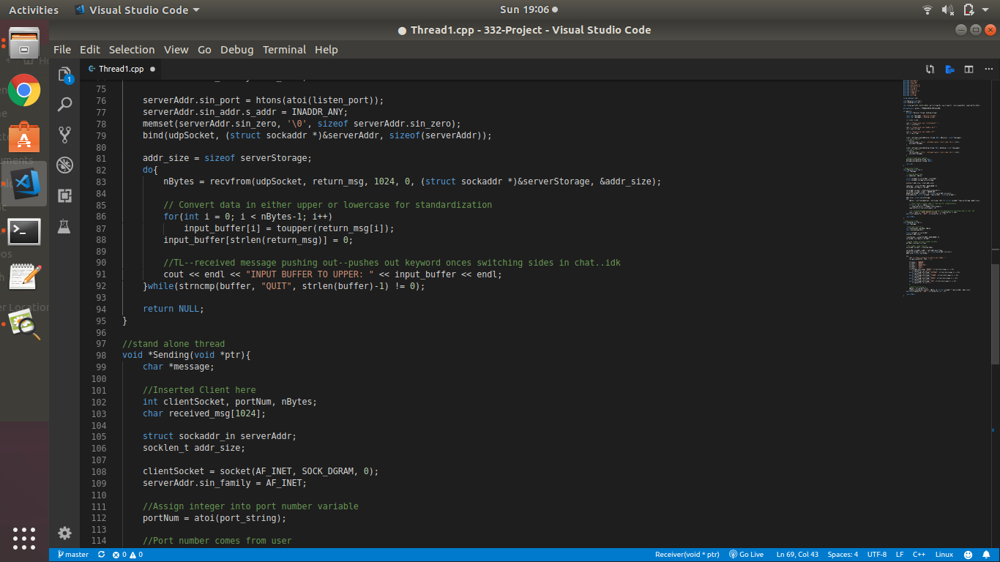 Activities Visual Studio Code Sun 19:06
Thread1.cpp - 332-Project - Visual Studio Code
File Edit Selection View Go Debug Terminal Help
Thread1.cpp
1
75
76 serverAddr.sin_port = htons(atoi(listen_port));
77 serverAddr.sin_addr.s_addr = INADDR_ANY;
78 memset(serverAddr.sin_zero, '\0', sizeof serverAddr.sin_zero);
79 bind(udpSocket, (struct sockaddr *)&serverAddr, sizeof(serverAddr));
80
81 addr_size = sizeof serverStorage;
82 do{
83 nBytes = recvfrom(udpSocket, return_msg, 1024, 0, (struct sockaddr *)&serverStorage, &addr_size);
84
85 // Convert data in either upper or lowercase for standardization
86 for(int i = 0; i < nBytes-1; i++)
87 input_buffer[i] = toupper(return_msg[i]);
88 input_buffer[strlen(return_msg)] = 0;
89
90 //TL--received message pushing out--pushes out keyword onces switching sides in chat..idk
91 cout << endl << "INPUT BUFFER TO UPPER: " << input_buffer << endl;
92 }while(strncmp(buffer, "QUIT", strlen(buffer)-1) != 0);
93
94 return NULL;
95 }
96
97 //stand alone thread
98 void *Sending(void *ptr){
99 char *message;
100
101 //Inserted Client here
102 int clientSocket, portNum, nBytes;
103 char received_msg[1024];
104
105 struct sockaddr_in serverAddr;
106 socklen_t addr_size;
107
108 clientSocket = socket(AF_INET, SOCK_DGRAM, 0);
109 serverAddr.sin_family = AF_INET;
110
111 //Assign integer into port number variable
112 portNum = atoi(port_string);
113
114 //Port number comes from user
master 0 0 Receiver(void * ptr) Go Live Ln 69, Col 43 Spaces: 4 UTF-8 LF C++ Linux